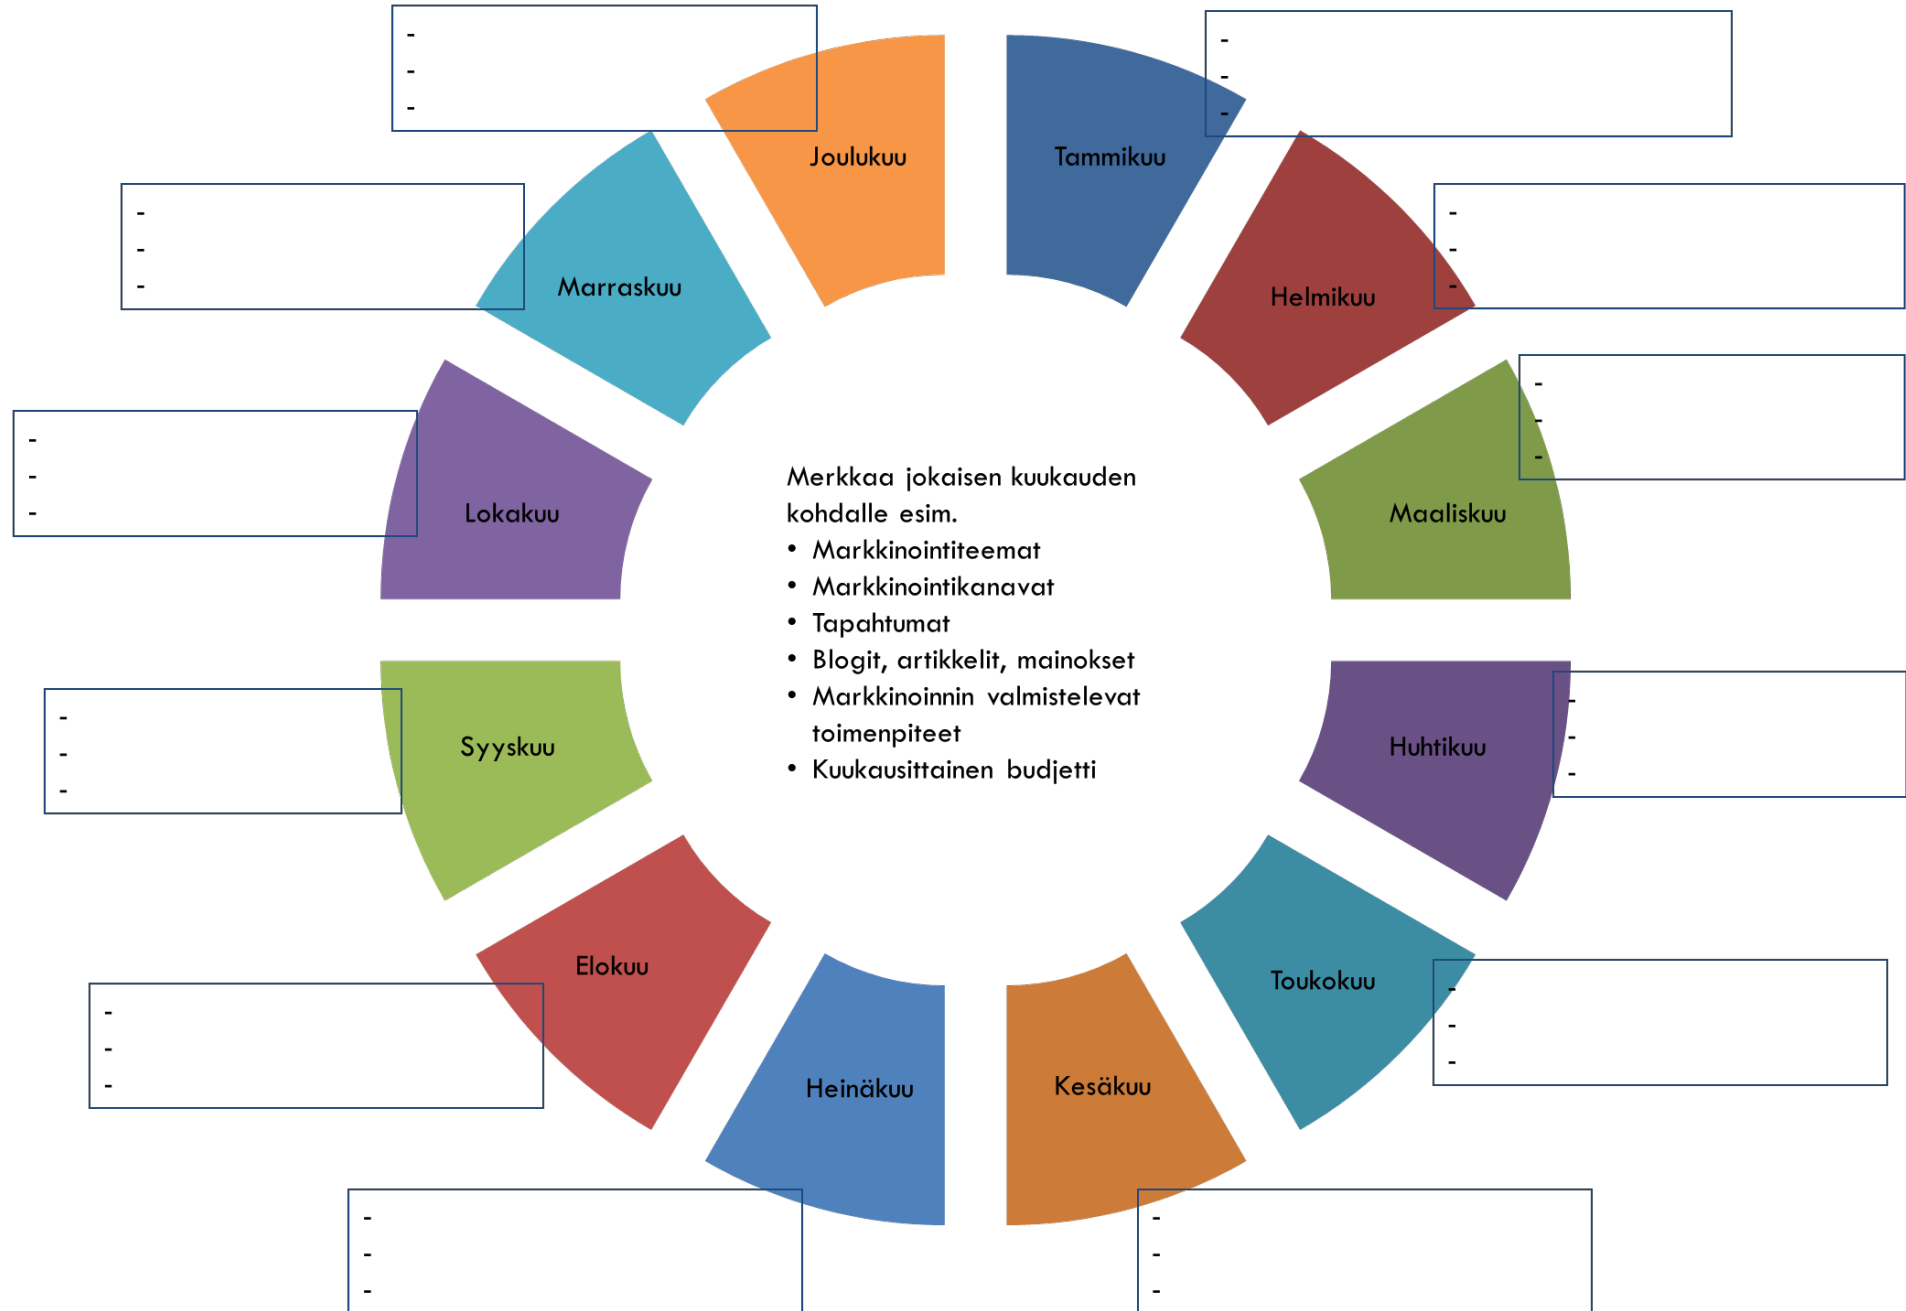 -
-
-
Joulukuu
Tammikuu
-
-
-
-
-
-
Marraskuu
Helmikuu
-
-
-
-
-
-
Lokakuu
Maaliskuu
-
-
-
Merkkaa jokaisen kuukauden
kohdalle esim.
• Markkinointiteemat
• Markkinointikanavat
• Tapahtumat
• Blogit, artikkelit, mainokset
• Markkinoinnin valmistelevat
toimenpiteet
• Kuukausittainen budjetti
-
-
-
Syyskuu
Huhtikuu
-
-
-
Elokuu
Toukokuu
-
-
-
-
-
-
Heinäkuu
Kesäkuu
-
-
-
-
-
-